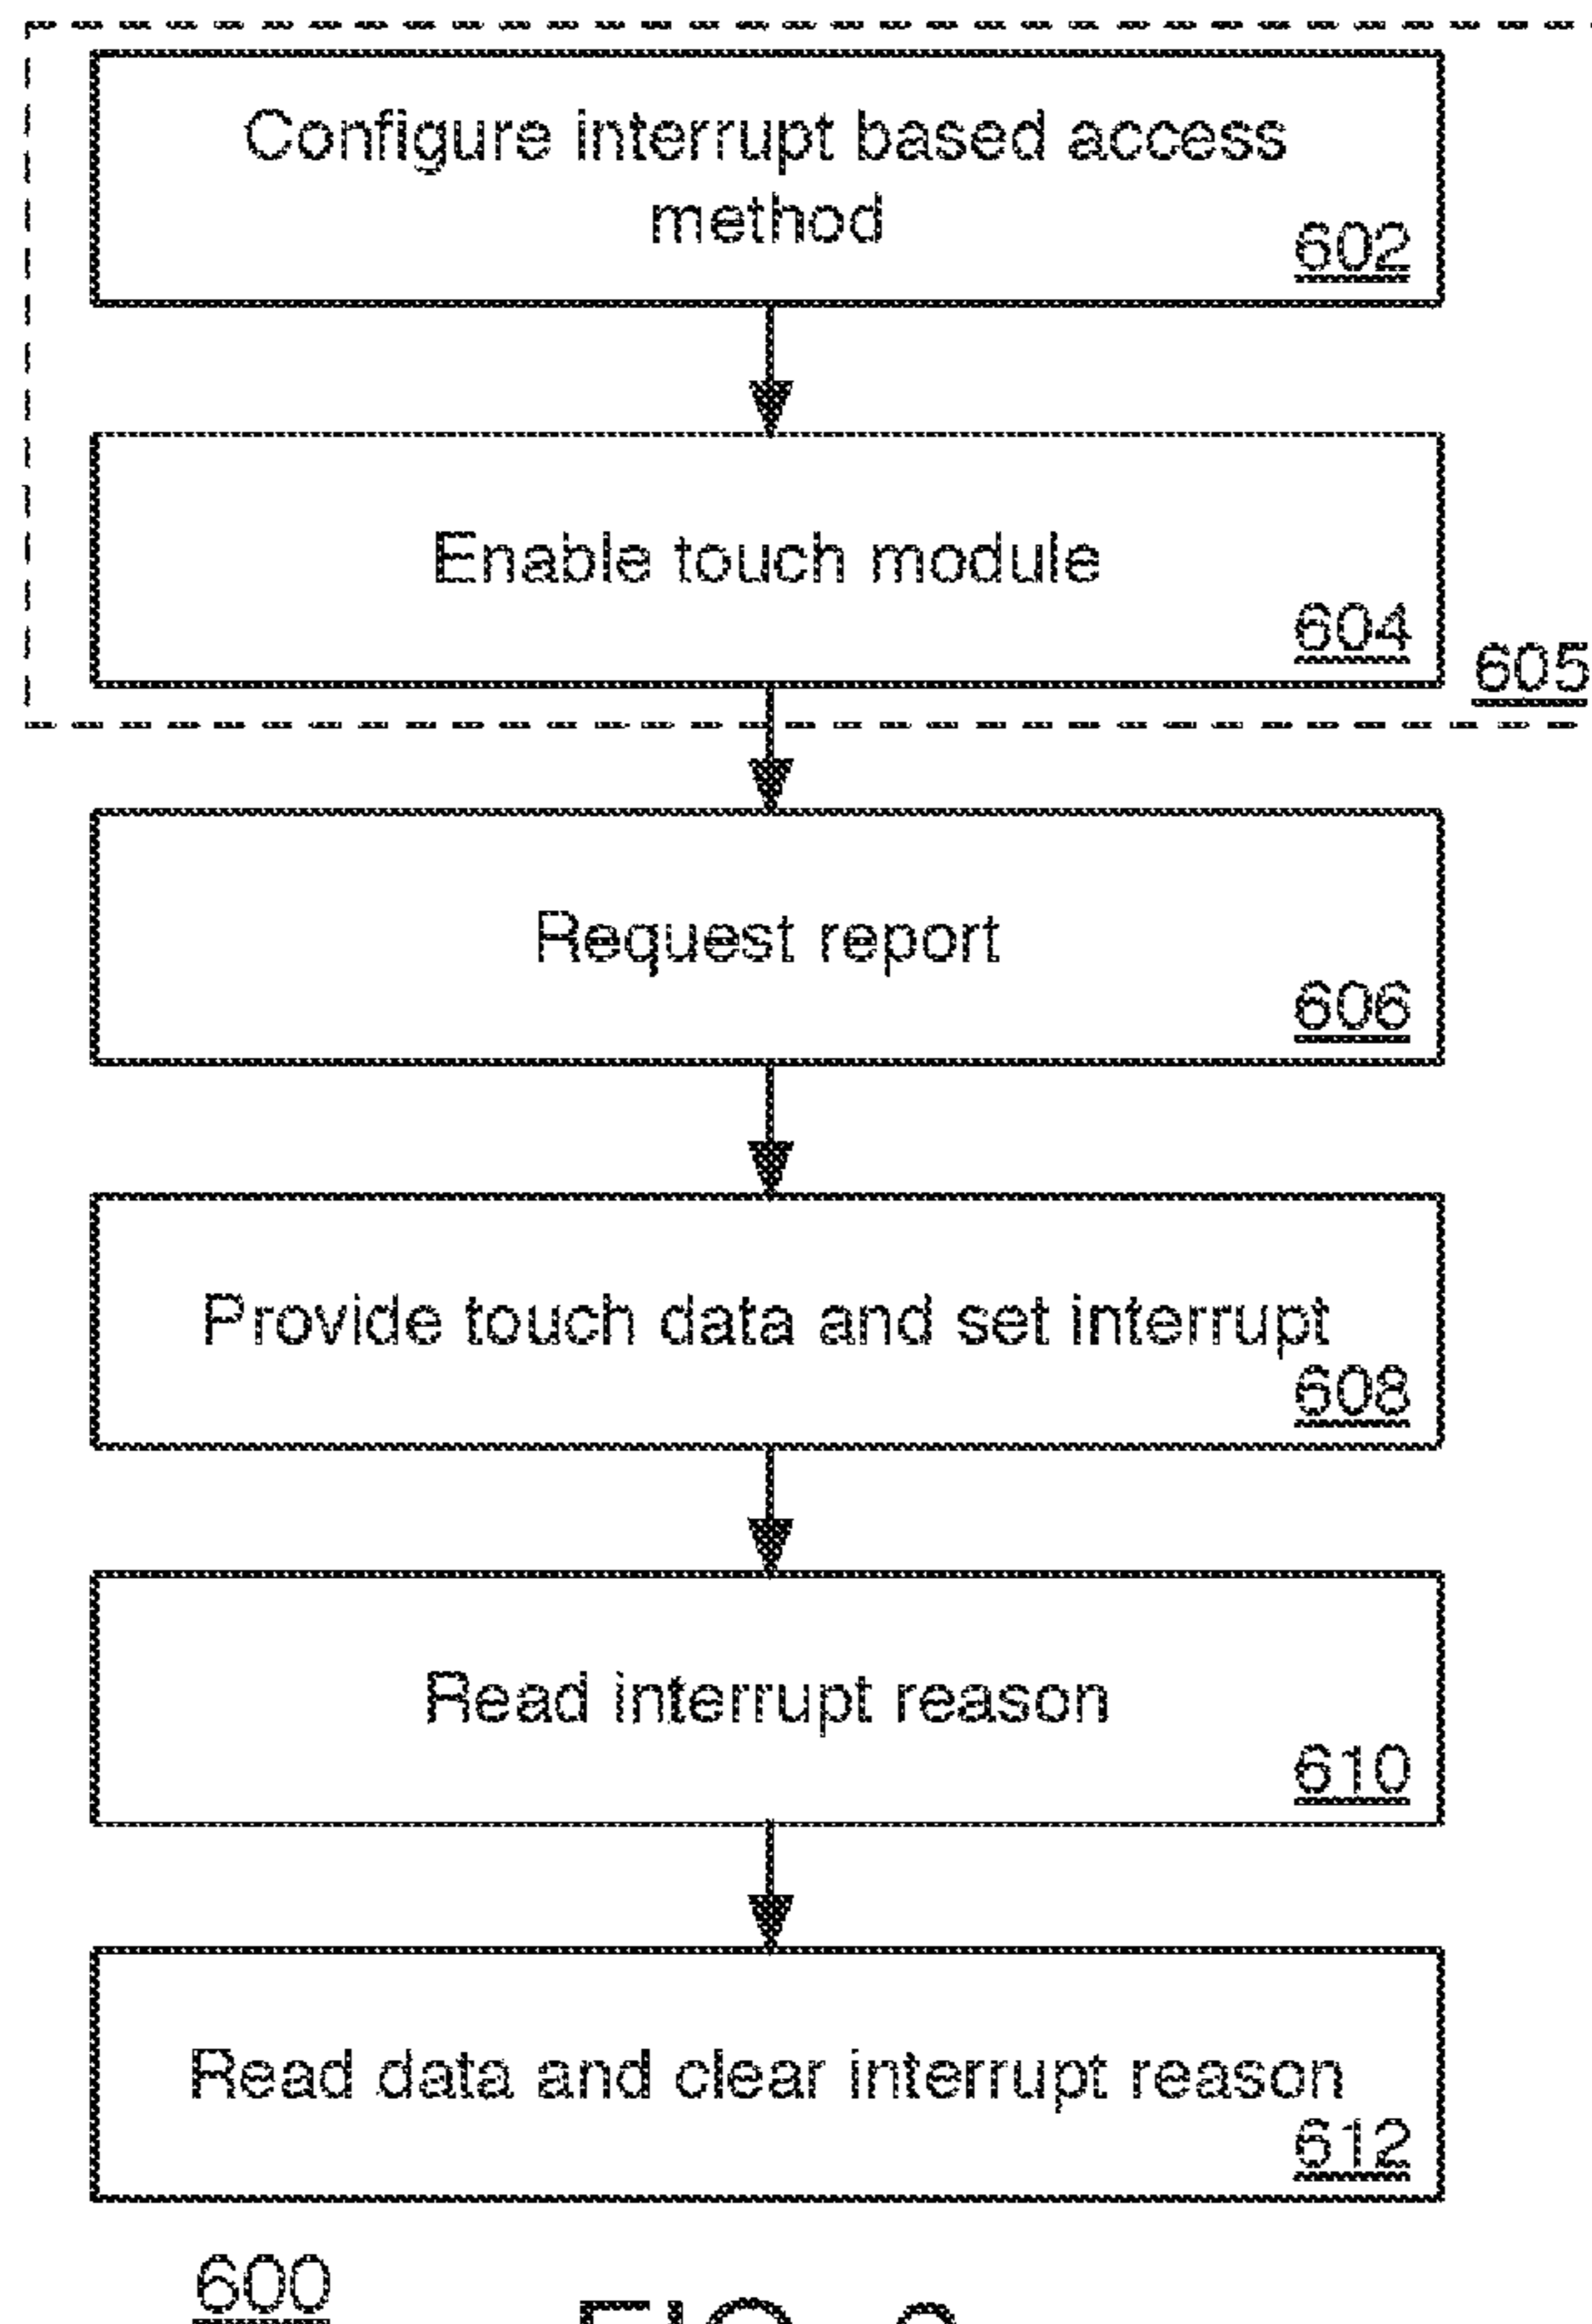 Configure interrupt based access
method
602
Enable touch module
604
605
Request report
606
Provide touch data and set interrupt
608
Read interrupt reason
610
Read data and clear interrupt reason
612
600